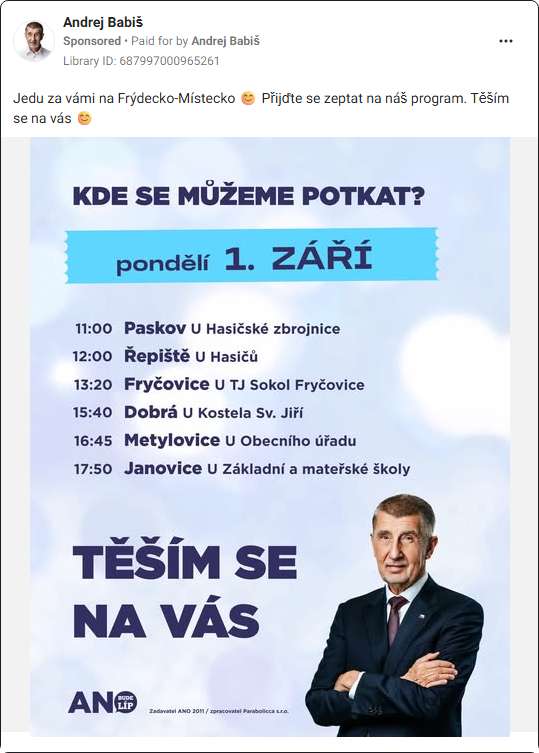 Andrej Babiš
Sponsored • Paid for by Andrej Babiš
Library ID: 687997000965261
Jedu za vámi na Frýdecko-Místecko 😊 Přijďte se zeptat na náš program. Těším
se na vás 😊
KDE SE MŮŽEME POTKAT?
pondělí 1. ZÁŘÍ
11:00 Paskov U Hasičské zbrojnice
12:00 Řepiště U Hasičů
13:20 Fryčovice U TJ Sokol Fryčovice
15:40 Dobrá U Kostela Sv. Jiří
16:45 Metylovice U Obecního úřadu
17:50 Janovice U Základní a mateřské školy
TĚŠÍM SE
NA VÁS
ANO BUDE LÍP
Zadavatel ANO 2011 / zpracovatel Parabolicca s.r.o.